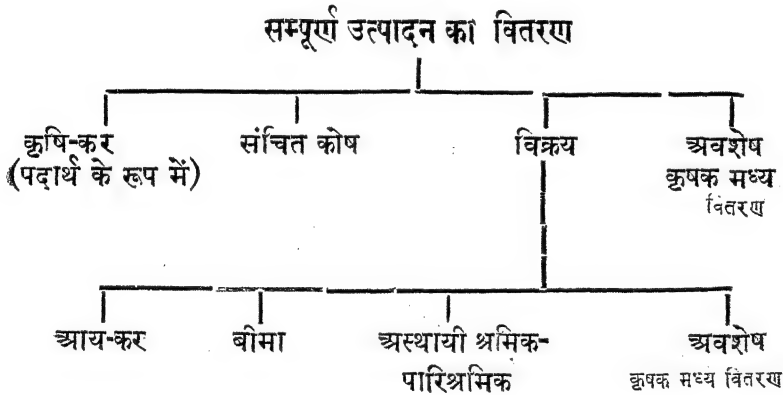 सम्पूर्ण उत्पादन का वितरण
कृषि-कर संचित कोष विक्रय अवशेष
(पदार्थ के रूप में) कृषक मध्य
वितरण
आय-कर बीमा अस्थायी श्रमिक- अवशेष
पारिश्रमिक कृषक मध्य वितरण